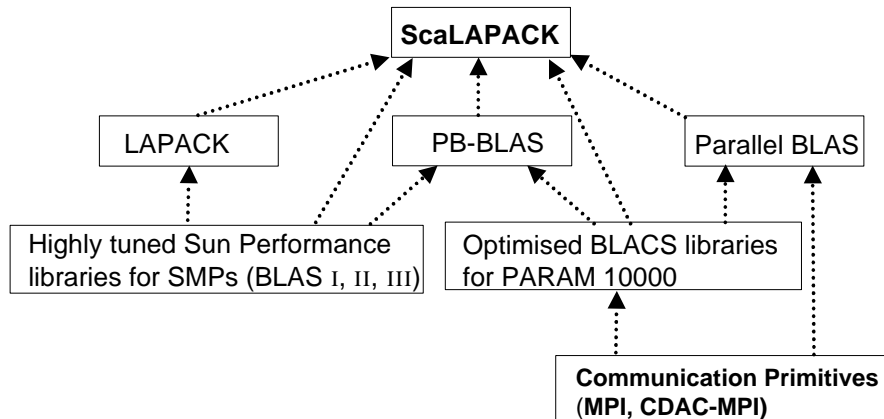 ScaLAPACK
LAPACK
PB-BLAS
Parallel BLAS
Highly tuned Sun Performance
libraries for SMPs (BLAS I, II, III)
Optimised BLACS libraries
for PARAM 10000
Communication Primitives
(MPI, CDAC-MPI)